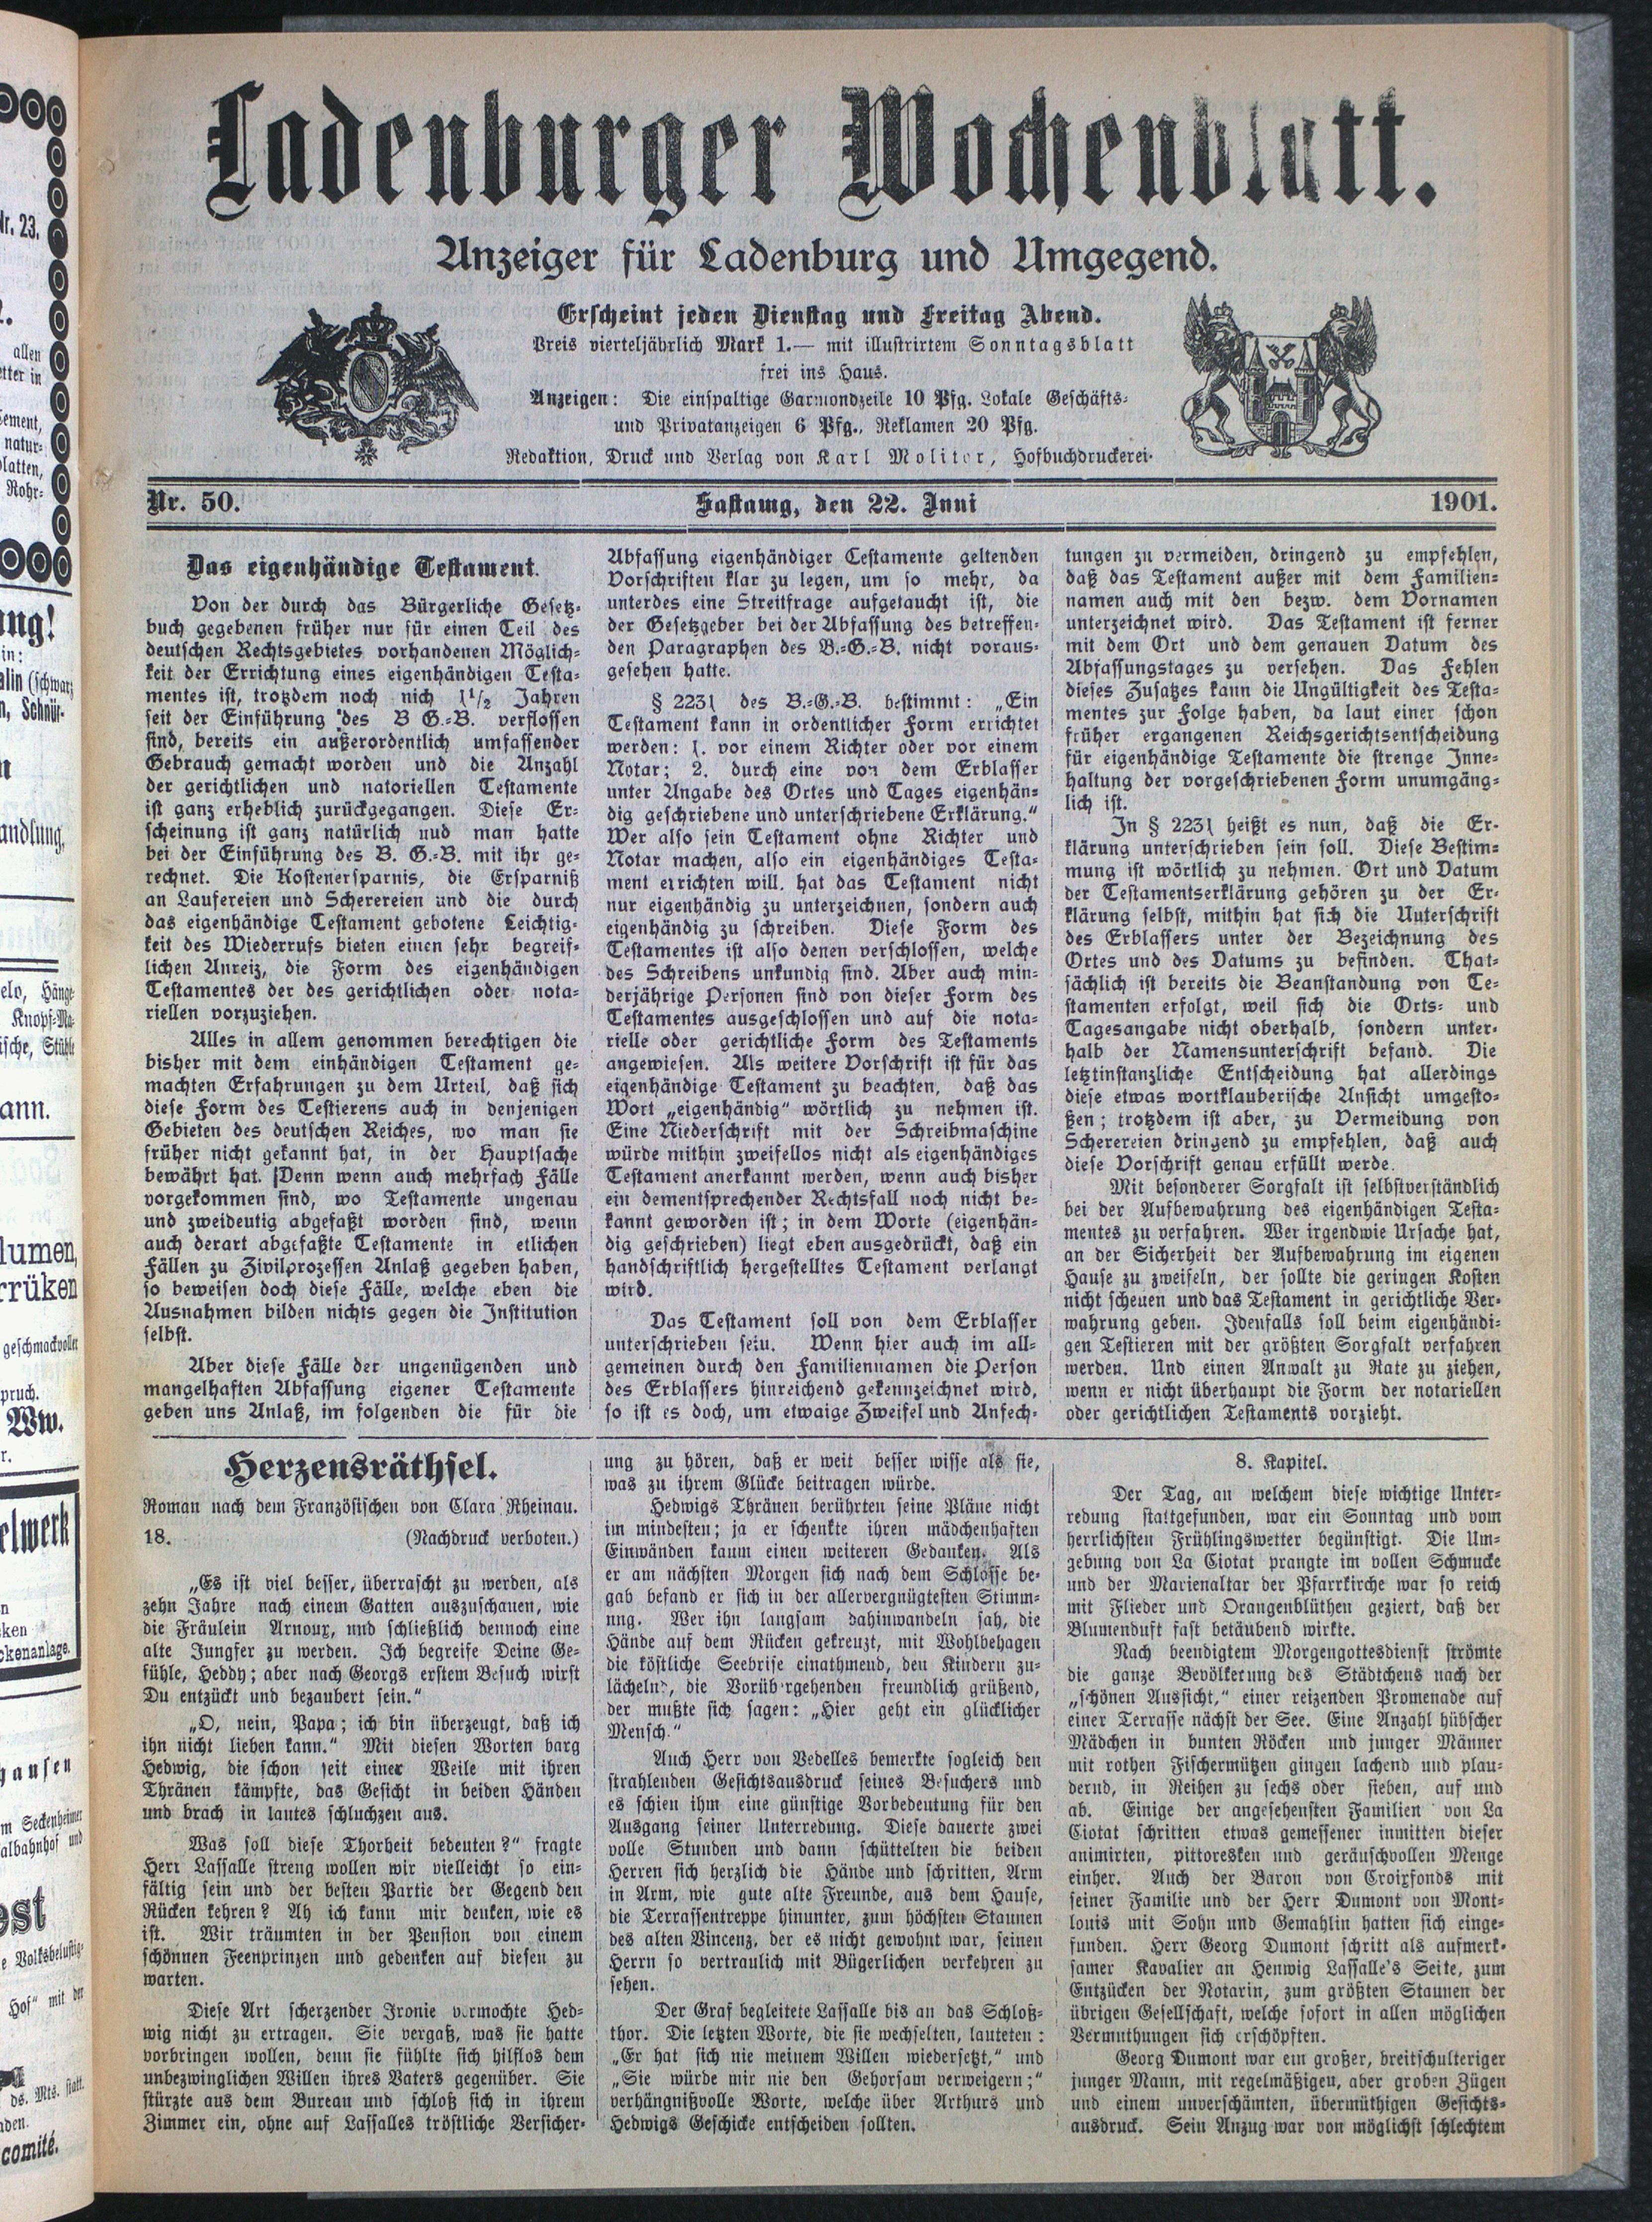 Ladenburger Wochenblatt.
Anzeiger für Ladenburg und Umgegend.
Erscheint jeden Dienstag und Freitag Abend.
Preis vierteljährlich Mark 1.— mit illustrirtem Sonntagsblatt
frei ins Haus.
Anzeigen: Die einspaltige Garmondzeile 10 Pfg. Lokale Geschäfts-
und Privatanzeigen 6 Pfg., Reklamen 20 Pfg.
Redaktion, Druck und Verlag von Karl Molitor, Hofbuchdruckerei.
Nr. 50. Sastamg, den 22. Juni 1901.
Das eigenhändige Testament.
Von der durch das Bürgerliche Gesetz-
buch gegebenen früher nur für einen Teil des
deutschen Rechtsgebietes vorhandenen Möglich-
keit der Errichtung eines eigenhändigen Testa-
mentes ist, trotzdem noch nich 1½ Jahren
seit der Einführung des B G.-B. verflossen
sind, bereits ein außerordentlich umfassender
Gebrauch gemacht worden und die Anzahl
der gerichtlichen und natoriellen Testamente
ist ganz erheblich zurückgegangen. Diese Er-
scheinung ist ganz natürlich nud man hatte
bei der Einführung des B. G.-B. mit ihr ge-
rechnet. Die Kostenersparnis, die Ersparniß
an Laufereien und Scherereien und die durch
das eigenhändige Testament gebotene Leichtig-
keit des Wiederrufs bieten einen sehr begreif-
lichen Anreiz, die Form des eigenhändigen
Testamentes der des gerichtlichen oder nota-
riellen vorzuziehen.
Alles in allem genommen berechtigen die
bisher mit dem einhändigen Testament ge-
machten Erfahrungen zu dem Urteil, daß sich
diese Form des Testierens auch in denjenigen
Gebieten des deutschen Reiches, wo man sie
früher nicht gekannt hat, in der Hauptsache
bewährt hat. Denn wenn auch mehrfach Fälle
vorgekommen sind, wo Testamente ungenau
und zweideutig abgefaßt worden sind, wenn
auch derart abgefaßte Testamente in etlichen
Fällen zu Zivilprozessen Anlaß gegeben haben,
so beweisen doch diese Fälle, welche eben die
Ausnahmen bilden nichts gegen die Institution
selbst.
Aber diese Fälle der ungenügenden und
mangelhaften Abfassung eigener Testamente
geben uns Anlaß, im folgenden die für die
Abfassung eigenhändiger Testamente geltenden
Vorschriften klar zu legen, um so mehr, da
unterdes eine Streitfrage aufgetaucht ist, die
der Gesetzgeber bei der Abfassung des betreffen-
den Paragraphen des B.-G.-B. nicht voraus-
gesehen hatte.
§ 2231 des B.-G.-B. bestimmt: „Ein
Testament kann in ordentlicher Form errichtet
werden: 1. vor einem Richter oder vor einem
Notar; 2. durch eine von dem Erblasser
unter Angabe des Ortes und Tages eigenhän-
dig geschriebene und unterschriebene Erklärung.“
Wer also sein Testament ohne Richter und
Notar machen, also ein eigenhändiges Testa-
ment errichten will, hat das Testament nicht
nur eigenhändig zu unterzeichnen, sondern auch
eigenhändig zu schreiben. Diese Form des
Testamentes ist also denen verschlossen, welche
des Schreibens unkundig sind. Aber auch min-
derjährige Personen sind von dieser Form des
Testamentes ausgeschlossen und auf die nota-
rielle oder gerichtliche Form des Testaments
angewiesen. Als weitere Vorschrift ist für das
eigenhändige Testament zu beachten, daß das
Wort „eigenhändig“ wörtlich zu nehmen ist.
Eine Niederschrift mit der Schreibmaschine
würde mithin zweifellos nicht als eigenhändiges
Testament anerkannt werden, wenn auch bisher
ein dementsprechender Rechtsfall noch nicht be-
kannt geworden ist; in dem Worte (eigenhän-
dig geschrieben) liegt eben ausgedrückt, daß ein
handschriftlich hergestelltes Testament verlangt
wird.
Das Testament soll von dem Erblasser
unterschrieben sein. Wenn hier auch im all-
gemeinen durch den Familiennamen die Person
des Erblassers hinreichend gekennzeichnet wird,
so ist es doch, um etwaige Zweifel und Anfech-
tungen zu vermeiden, dringend zu empfehlen,
daß das Testament außer mit dem Familien-
namen auch mit den bezw. dem Vornamen
unterzeichnet wird. Das Testament ist ferner
mit dem Ort und dem genauen Datum des
Abfassungstages zu versehen. Das Fehlen
dieses Zusatzes kann die Ungültigkeit des Testa-
mentes zur Folge haben, da laut einer schon
früher ergangenen Reichsgerichtsentscheidung
für eigenhändige Testamente die strenge Inne-
haltung der vorgeschriebenen Form unumgäng-
lich ist.
In § 2231 heißt es nun, daß die Er-
klärung unterschrieben sein soll. Diese Bestim-
mung ist wörtlich zu nehmen. Ort und Datum
der Testamentserklärung gehören zu der Er-
klärung selbst, mithin hat sich die Unterschrift
des Erblassers unter der Bezeichnung des
Ortes und des Datums zu befinden. That-
sächlich ist bereits die Beanstandung von Te-
stamenten erfolgt, weil sich die Orts- und
Tagesangabe nicht oberhalb, sondern unter-
halb der Namensunterschrift befand. Die
letztinstanzliche Entscheidung hat allerdings
diese etwas wortklauberische Ansicht umgesto-
ßen; trotzdem ist aber, zu Vermeidung von
Scherereien dringend zu empfehlen, daß auch
diese Vorschrift genau erfüllt werde.
Mit besonderer Sorgfalt ist selbstverständlich
bei der Aufbewahrung des eigenhändigen Testa-
mentes zu verfahren. Wer irgendwie Ursache hat,
an der Sicherheit der Aufbewahrung im eigenen
Hause zu zweifeln, der sollte die geringen Kosten
nicht scheuen und das Testament in gerichtliche Ver-
wahrung geben. Idenfalls soll beim eigenhändi-
gen Testieren mit der größten Sorgfalt verfahren
werden. Und einen Anwalt zu Rate zu ziehen,
wenn er nicht überhaupt die Form der notariellen
oder gerichtlichen Testaments vorzieht.
Herzensräthsel.
Roman nach dem Französischen von Clara Rheinau.
18. (Nachdruck verboten.)
„Es ist viel besser, überrascht zu werden, als
zehn Jahre nach einem Gatten auszuschauen, wie
die Fräulein Arnoux, und schließlich dennoch eine
alte Jungfer zu werden. Ich begreife Deine Ge-
fühle, Heddy; aber nach Georgs erstem Besuch wirst
Du entzückt und bezaubert sein.“
„O, nein, Papa; ich bin überzeugt, daß ich
ihn nicht lieben kann.“ Mit diesen Worten barg
Hedwig, die schon seit einer Weile mit ihren
Thränen kämpfte, das Gesicht in beiden Händen
und brach in lautes schluchzen aus.
Was soll diese Thorheit bedeuten?“ fragte
Herr Lassalle streng wollen wir vielleicht so ein-
fältig sein und der besten Partie der Gegend den
Rücken kehren? Ah ich kann mir denken, wie es
ist. Wir träumten in der Pension von einem
schönnen Feenprinzen und gedenken auf diesen zu
warten.
Diese Art scherzender Ironie vermochte Hed-
wig nicht zu ertragen. Sie vergaß, was sie hatte
vorbringen wollen, denn sie fühlte sich hilflos dem
unbezwinglichen Willen ihres Vaters gegenüber. Sie
stürzte aus dem Bureau und schloß sich in ihrem
Zimmer ein, ohne auf Lassalles tröstliche Versicher-
ung zu hören, daß er weit besser wisse als sie,
was zu ihrem Glücke beitragen würde.
Hedwigs Thränen berührten seine Pläne nicht
im mindesten; ja er schenkte ihren mädchenhaften
Einwänden kaum einen weiteren Gedanken. Als
er am nächsten Morgen sich nach dem Schlosse be-
gab befand er sich in der allervergnügtesten Stimm-
ung. Wer ihn langsam dahinwandeln sah, die
Hände auf dem Rücken gekreuzt, mit Wohlbehagen
die köstliche Seebrise einathmend, den Kindern zu-
lächelnd, die Vorübergehenden freundlich grüßend,
der mußte sich sagen: „Hier geht ein glücklicher
Mensch.“
Auch Herr von Vedelles bemerkte sogleich den
strahlenden Gesichtsausdruck seines Besuchers und
es schien ihm eine günstige Vorbedeutung für den
Ausgang seiner Unterredung. Diese dauerte zwei
volle Stunden und dann schüttelten die beiden
Herren sich herzlich die Hände und schritten, Arm
in Arm, wie gute alte Freunde, aus dem Hause,
die Terrassentreppe hinunter, zum höchsten Staunen
des alten Vincenz, der es nicht gewohnt war, seinen
Herrn so vertraulich mit Bügerlichen verkehren zu
sehen.
Der Graf begleitete Lassalle bis an das Schloß-
thor. Die letzten Worte, die sie wechselten, lauteten:
„Er hat sich nie meinem Willen wiedersetzt,“ und
„Sie würde mir nie den Gehorsam verweigern;“
verhängnißvolle Worte, welche über Arthurs und
Hedwigs Geschicke entscheiden sollten.
8. Kapitel.
Der Tag, an welchem diese wichtige Unter-
redung stattgefunden, war ein Sonntag und vom
herrlichsten Frühlingswetter begünstigt. Die Um-
gebung von La Ciotat prangte im vollen Schmucke
und der Marienaltar der Pfarrkirche war so reich
mit Flieder und Orangenblüthen geziert, daß der
Blumenduft fast betäubend wirkte.
Nach beendigtem Morgengottesdienst strömte
die ganze Bevölkerung des Städtchens nach der
„schönen Aussicht,“ einer reizenden Promenade auf
einer Terrasse nächst der See. Eine Anzahl hübscher
Mädchen in bunten Röcken und junger Männer
mit rothen Fischermützen gingen lachend und plau-
dernd, in Reihen zu sechs oder sieben, auf und
ab. Einige der angesehensten Familien von La
Ciotat schritten etwas gemessener inmitten dieser
animirten, pittoresken und geräuschvollen Menge
einher. Auch der Baron von Croixfonds mit
seiner Familie und der Herr Dumont von Mont-
louis mit Sohn und Gemahlin hatten sich einge-
funden. Herr Georg Dumont schritt als aufmerk-
samer Kavalier an Henwig Lassalle's Seite, zum
Entzücken der Notarin, zum größten Staunen der
übrigen Gesellschaft, welche sofort in allen möglichen
Vermuthungen sich erschöpften.
Georg Dumont war ein großer, breitschulteriger
junger Mann, mit regelmäßigen, aber groben Zügen
und einem unverschämten, übermüthigen Gesichts-
ausdruck. Sein Anzug war von möglichst schlechtem